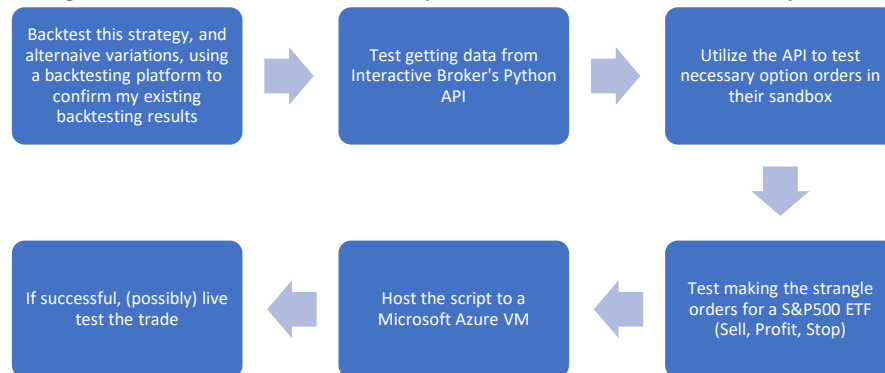 Backtest this strategy, and
alternaive variations, using
a backtesting platform to
confirm my existing
backtesting results
Test getting data from
Interactive Broker's Python
API
Utilize the API to test
necessary option orders in
their sandbox
Test making the strangle
orders for a S&P500 ETF
(Sell, Profit, Stop)
Host the script to a
Microsoft Azure VM
If successful, (possibly) live
test the trade